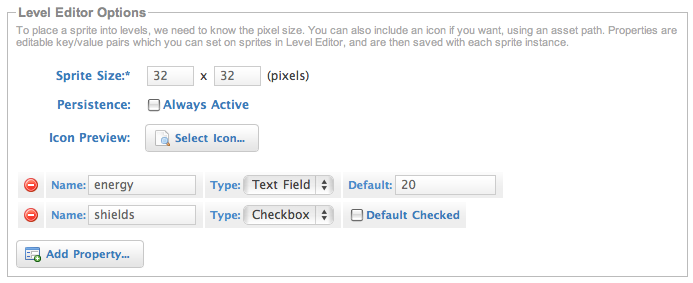 Level Editor Options
To place a sprite into levels, we need to know the pixel size. You can also include an icon if you want, using an asset path. Properties are
editable key/value pairs which you can set on sprites in Level Editor, and are then saved with each sprite instance.
Sprite Size:* 32 x 32 (pixels)
Persistence: Always Active
Icon Preview: Select Icon...
Name: energy Type: Text Field Default: 20
Name: shields Type: Checkbox Default Checked
Add Property...